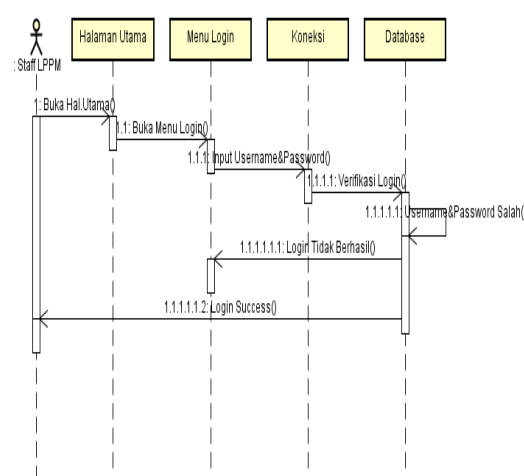 Halaman Utama
Menu Login
Koneksi
Database
: Staff LPPM
1: Buka Hal.Utama()
1.1: Buka Menu Login()
1.1.1: Input Username&Password()
1.1.1.1: Verifikasi Login()
1.1.1.1.1: Username&Password Salah(
1.1.1.1.1.1: Login Tidak Berhasil()
1.1.1.1.1.2: Login Success()